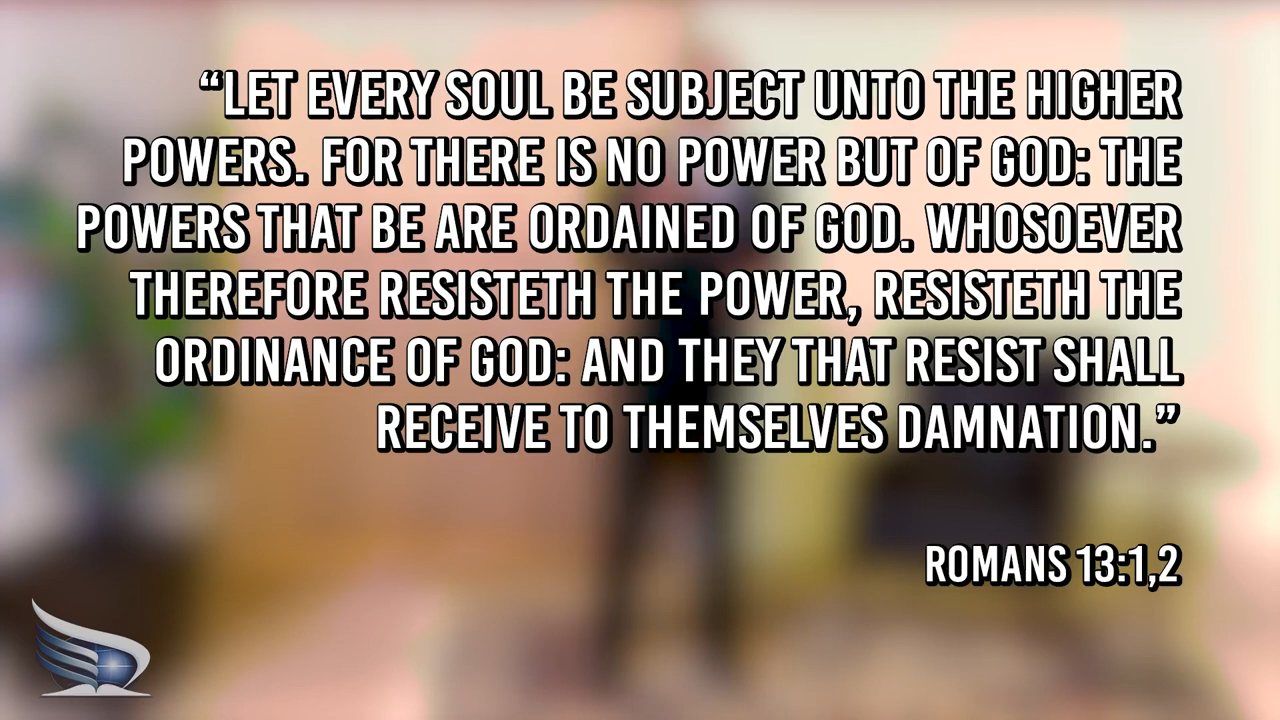 “LET EVERY SOUL BE SUBJECT UNTO THE HIGHER
POWERS. FOR THERE IS NO POWER BUT OF GOD: THE
POWERS THAT BE ARE ORDAINED OF GOD. WHOSOEVER
THEREFORE RESISTETH THE POWER, RESISTETH THE
ORDINANCE OF GOD: AND THEY THAT RESIST SHALL
RECEIVE TO THEMSELVES DAMNATION.”
ROMANS 13:1,2